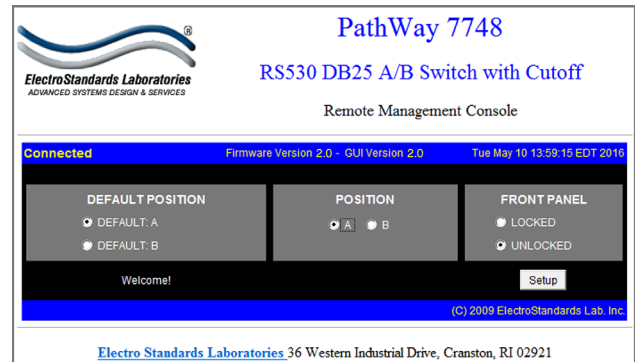 ®
PathWay 7748
RS530 DB25 A/B Switch with Cutoff
ElectroStandards Laboratories
ADVANCED SYSTEMS DESIGN & SERVICES
Remote Management Console
Connected Firmware Version 2.0 - GUI Version 2.0 Tue May 10 13:59:15 EDT 2016
DEFAULT POSITION POSITION FRONT PANEL
DEFAULT: A A B LOCKED
DEFAULT: B UNLOCKED
Welcome! Setup
(C) 2009 ElectroStandards Lab. Inc.
Electro Standards Laboratories 36 Western Industrial Drive, Cranston, RI 02921